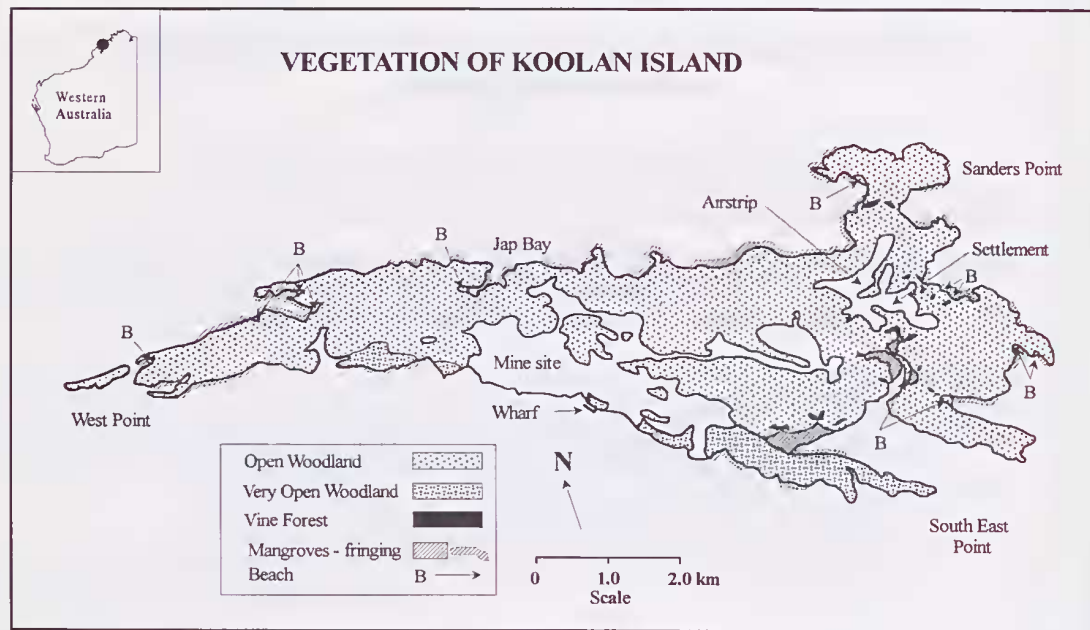 Western
Australia
VEGETATION OF KOOLAN ISLAND
Sanders Point
B
Airstrip
Settlement
B
B
Jap Bay
B
B
B
Mine site
B
West Point
Wharf
B
Open Woodland
Very Open Woodland
Vine Forest
Mangroves - fringing
Beach B
N
South East
Point
0 1.0 2.0 km
Scale